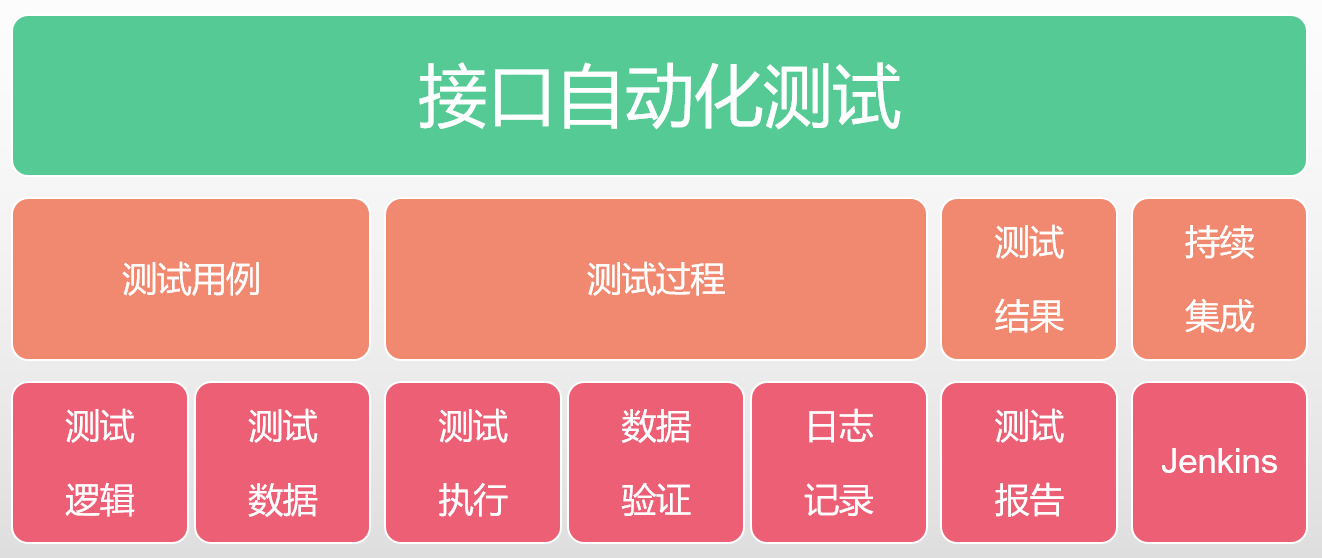 接口自动化测试
测试用例
测试过程
测试
结果
持续
集成
测试
逻辑
测试
数据
测试
执行
数据
验证
日志
记录
测试
报告
Jenkins